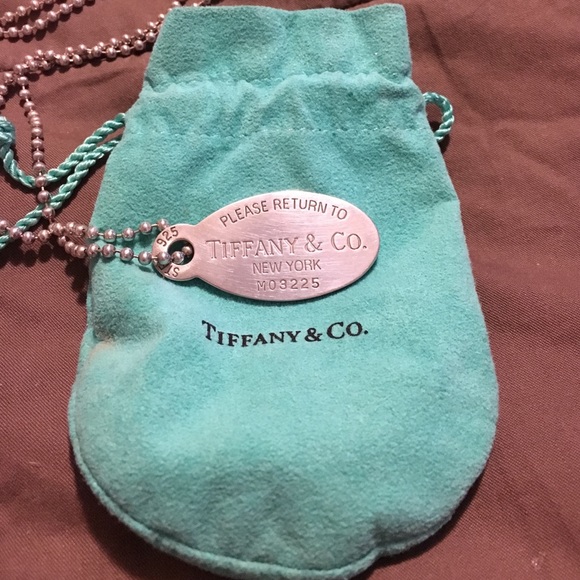 PLEASE RETURN TO
TIFFANY & CO.
NEW YORK
M03225
925
TIFFANY & CO.